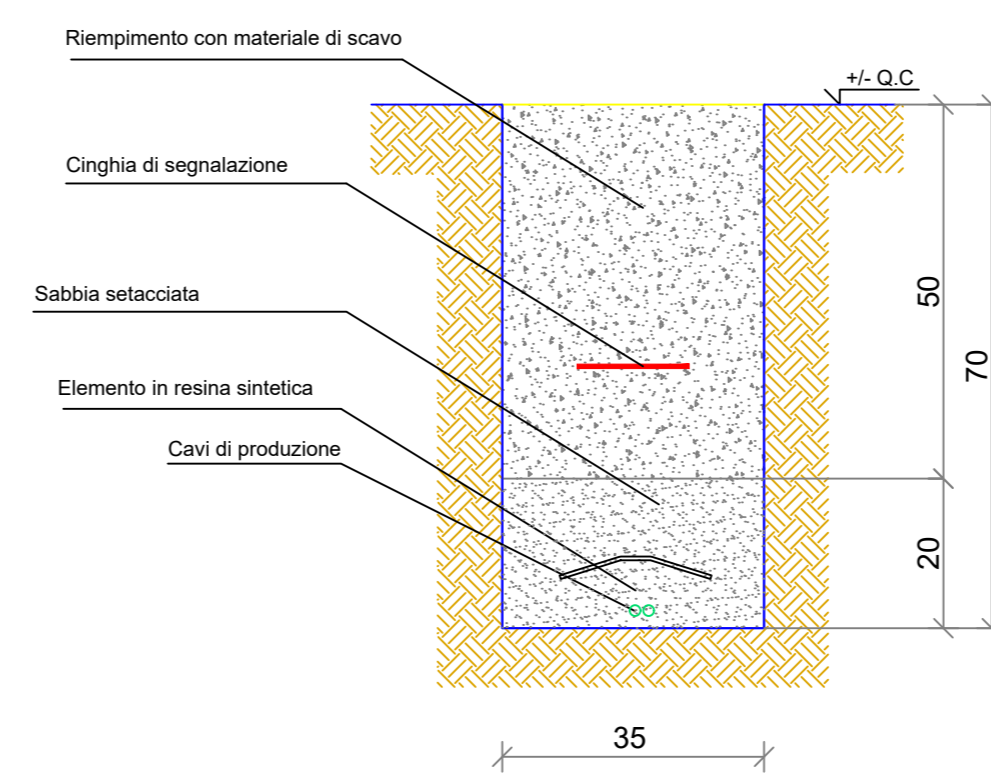 Riempimento con materiale di scavo
+/- Q.C
Cinghia di segnalazione
Sabbia setacciata
50
70
Elemento in resina sintetica
Cavi di produzione
20
35